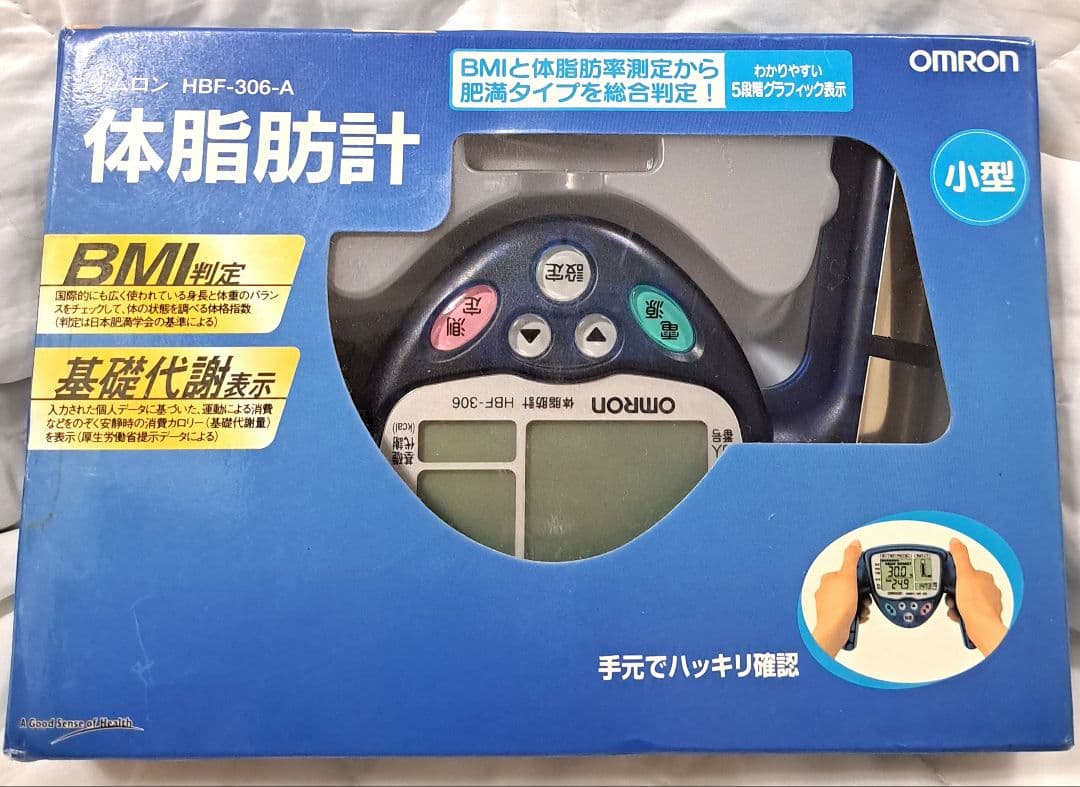 オムロン HBF-306-A
体脂肪計
BMIと体脂肪率測定から
肥満タイプを総合判定!
わかりやすい
5段階グラフィック表示
OMRON
小型
BMI判定
国際的にも広く使われている身長と体重のバラン
スをチェックして、体の状態を調べる体格指数
(判定は日本肥満学会の基準による)
基礎代謝表示
入力された個人データに基づいた、運動による消費
などをのぞく安静時の消費カロリー(基礎代謝量)
を表示(厚生労働省提示データによる)
設定
測定
電源
▼
▲
OMRON 体脂肪計 HBF-306
基礎
代謝
(kcal)
30.0
24.9
手元でハッキリ確認
A Good Sense of Health